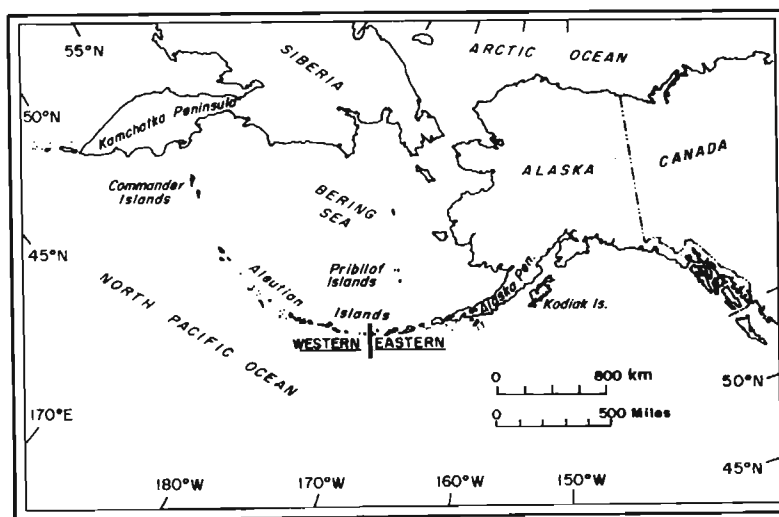 55°N
SIBERIA
ARCTIC OCEAN
50°N
Kamchatka Peninsula
ALASKA
CANADA
Commander
Islands
BERING
SEA
45°N
Aleutian
Islands
Pribilof
Islands
Alaska Pen.
Kodiak Is.
NORTH PACIFIC OCEAN
WESTERN EASTERN
0 800 km
0 500 Miles
50°N
170°E
45°N
180°W 170°W 160°W 150°W